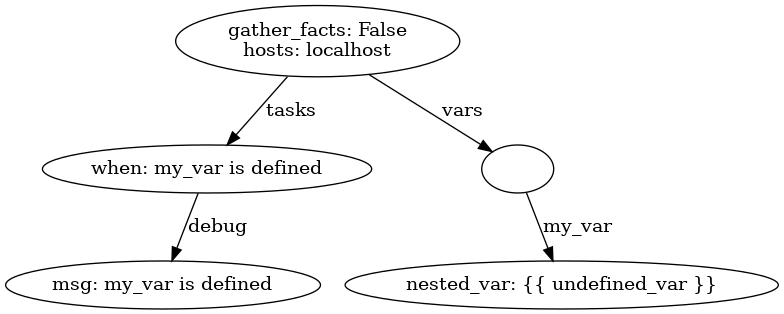 gather_facts: False
hosts: localhost
tasks
vars
when: my_var is defined
debug
my_var
msg: my_var is defined
nested_var: {{ undefined_var }}